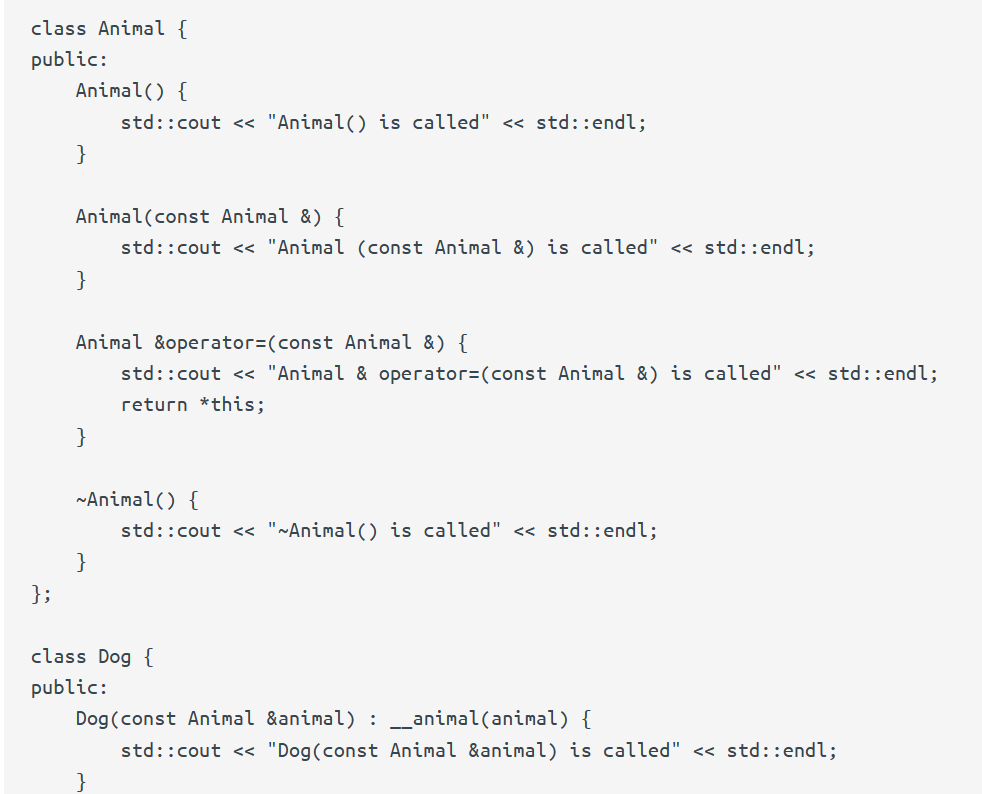 class Animal {
public:
    Animal() {
        std::cout << "Animal() is called" << std::endl;
    }

    Animal(const Animal &) {
        std::cout << "Animal (const Animal &) is called" << std::endl;
    }

    Animal &operator=(const Animal &) {
        std::cout << "Animal & operator=(const Animal &) is called" << std::endl;
        return *this;
    }

    ~Animal() {
        std::cout << "~Animal() is called" << std::endl;
    }
};

class Dog {
public:
    Dog(const Animal &animal) : __animal(animal) {
        std::cout << "Dog(const Animal &animal) is called" << std::endl;
    }